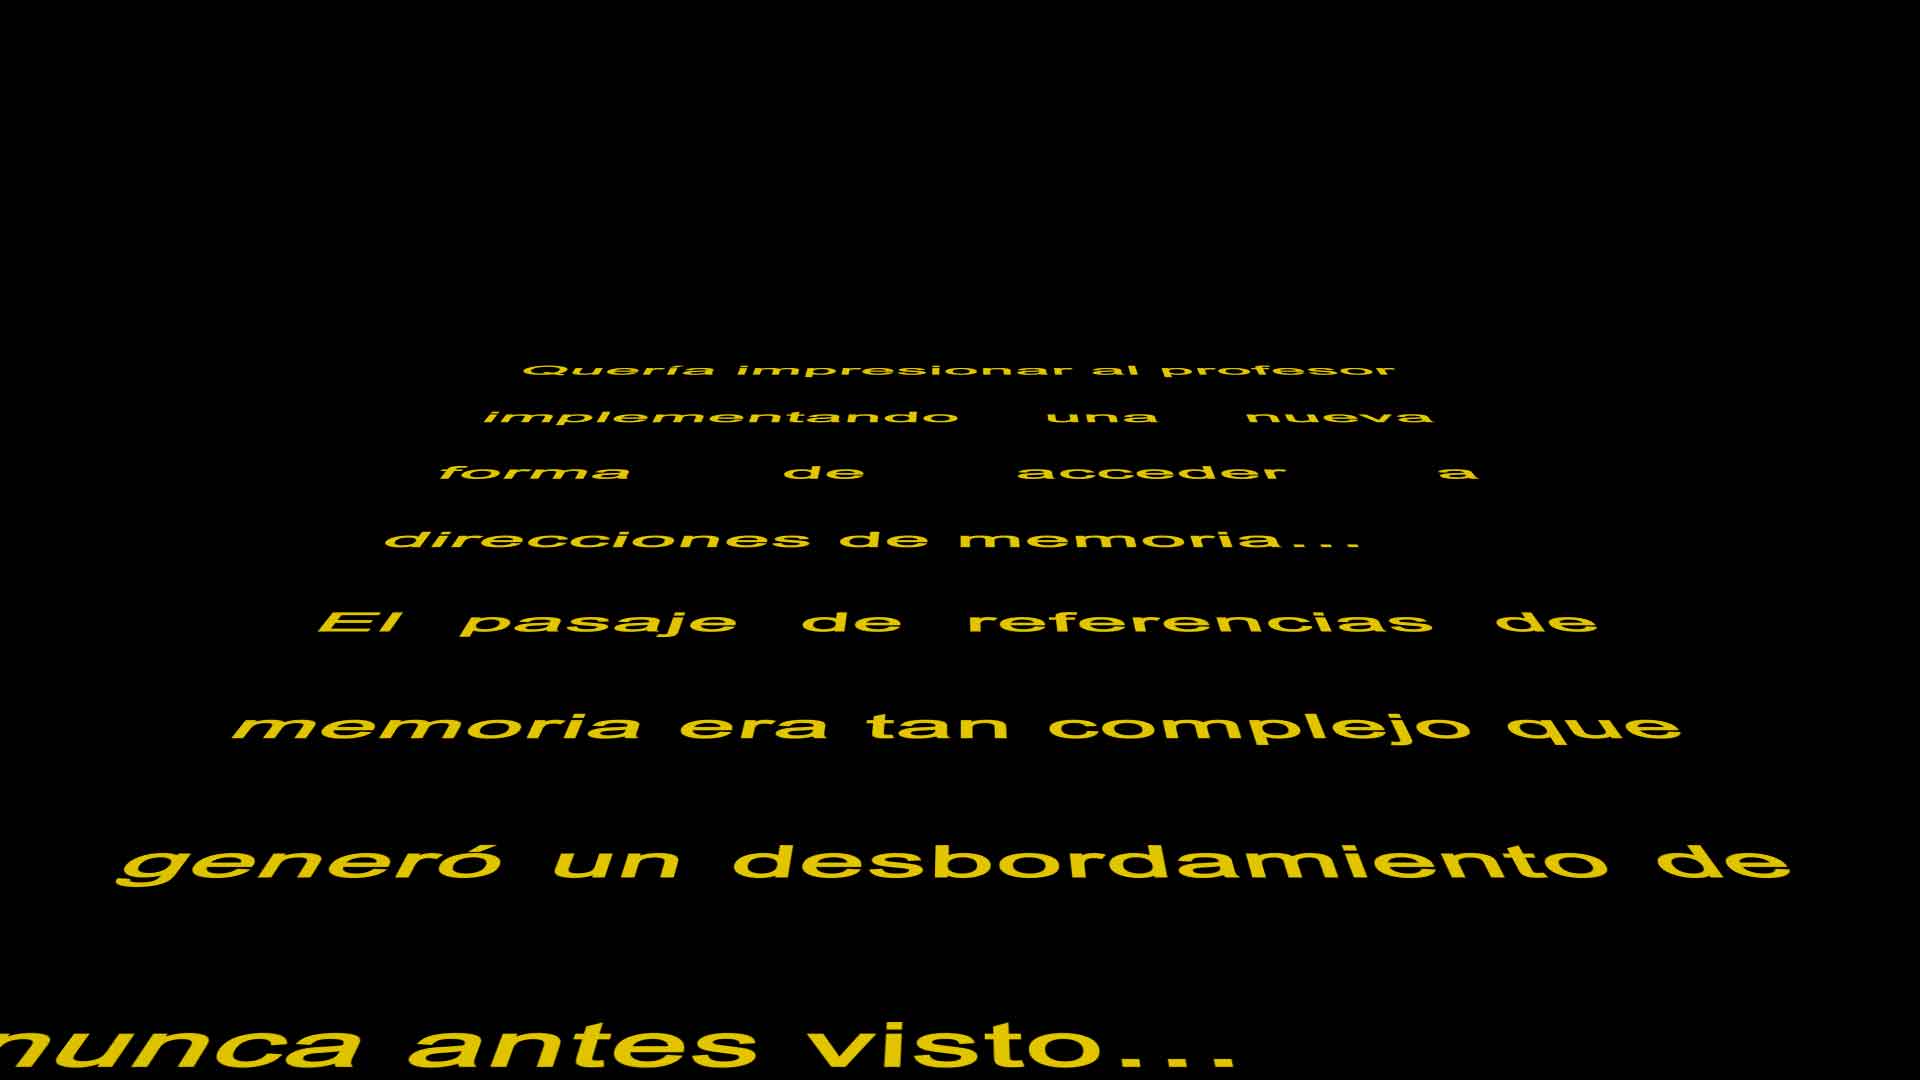 Quería impresionar al profesor
implementando una nueva
forma de acceder a
direcciones de memoria...
El pasaje de referencias de
memoria era tan complejo que
generó un desbordamiento de
nunca antes visto...